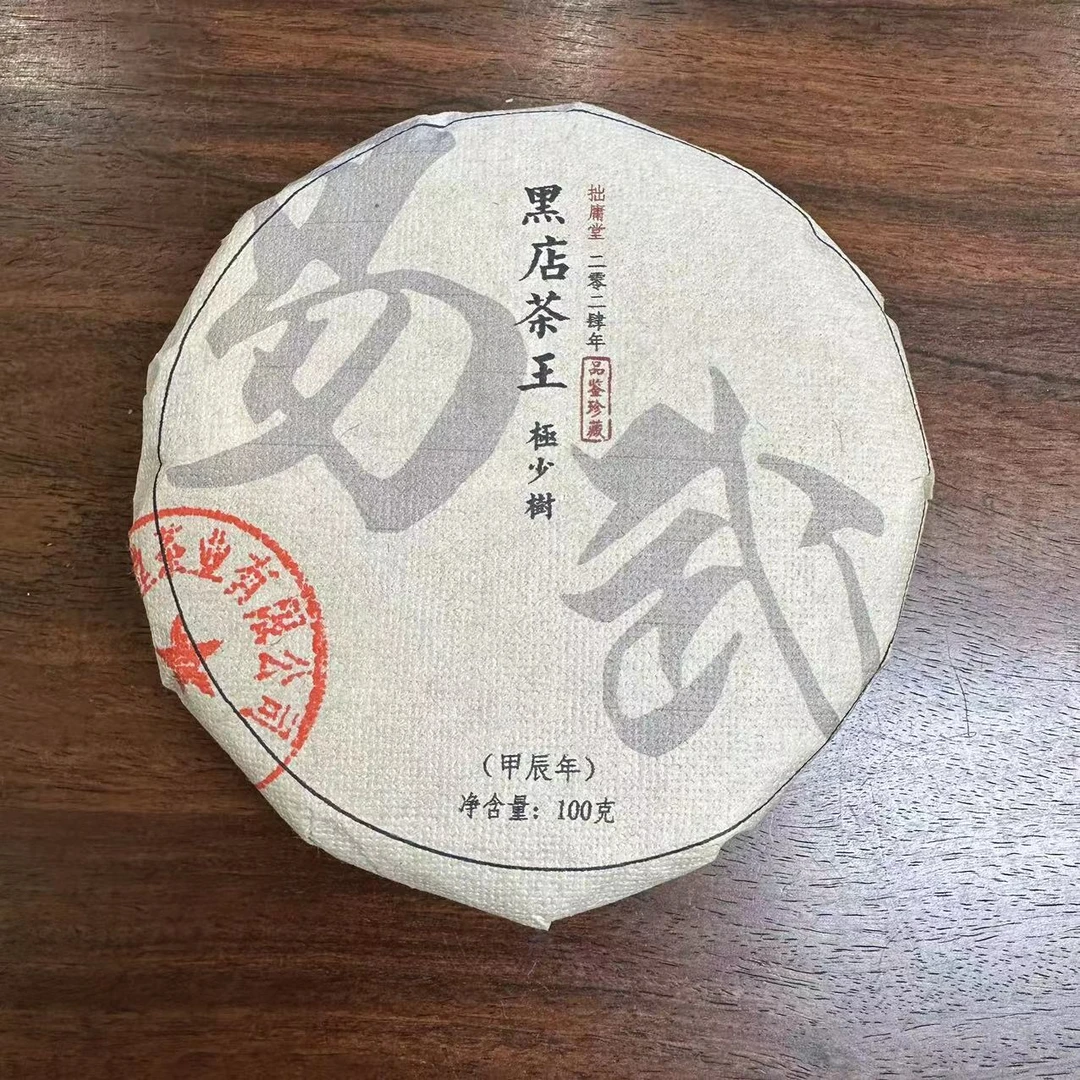 易武
拙庸堂 二零二肆年 品鉴珍藏
黑店茶王 極少樹
茶业有限公司
(甲辰年)
净含量:100克